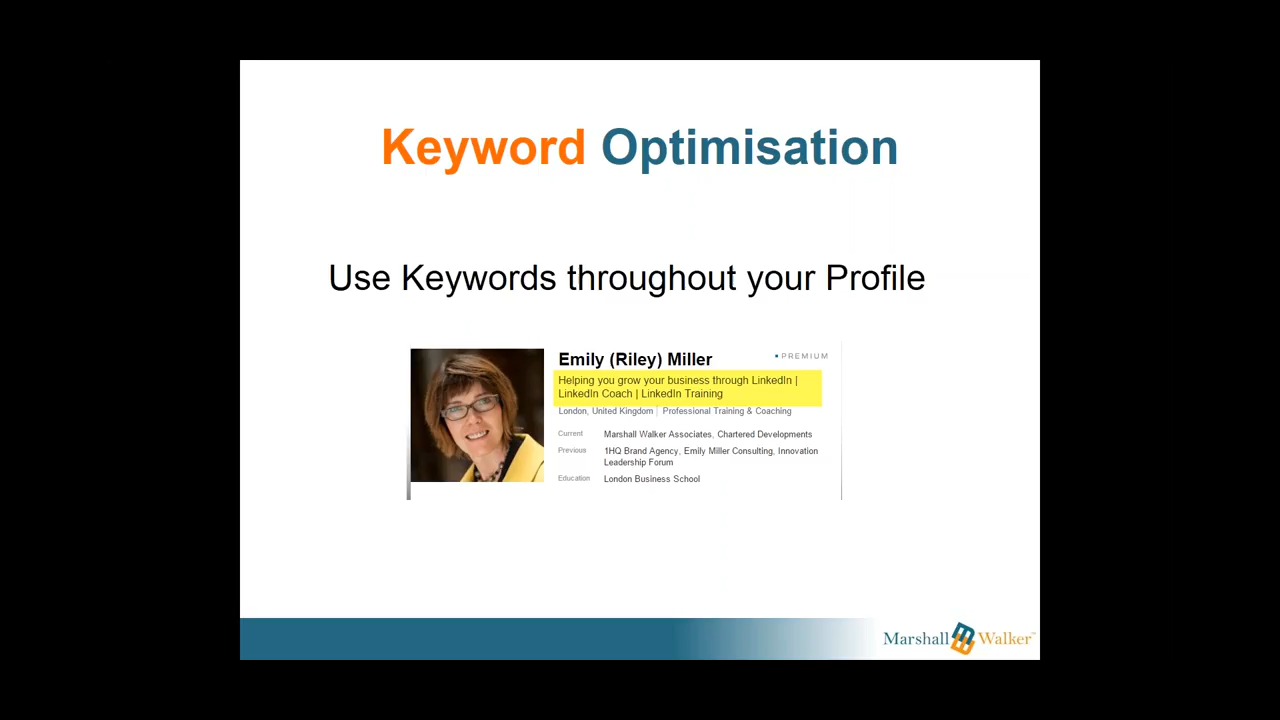 Keyword Optimisation
Use Keywords throughout your Profile
Emily (Riley) Miller
PREMIUM
Helping you grow your business through LinkedIn |
LinkedIn Coach | LinkedIn Training
London, United Kingdom | Professional Training & Coaching
Current Marshall Walker Associates, Chartered Developments
Previous 1HQ Brand Agency, Emily Miller Consulting, Innovation
Leadership Forum
Education London Business School
Marshall Walker™